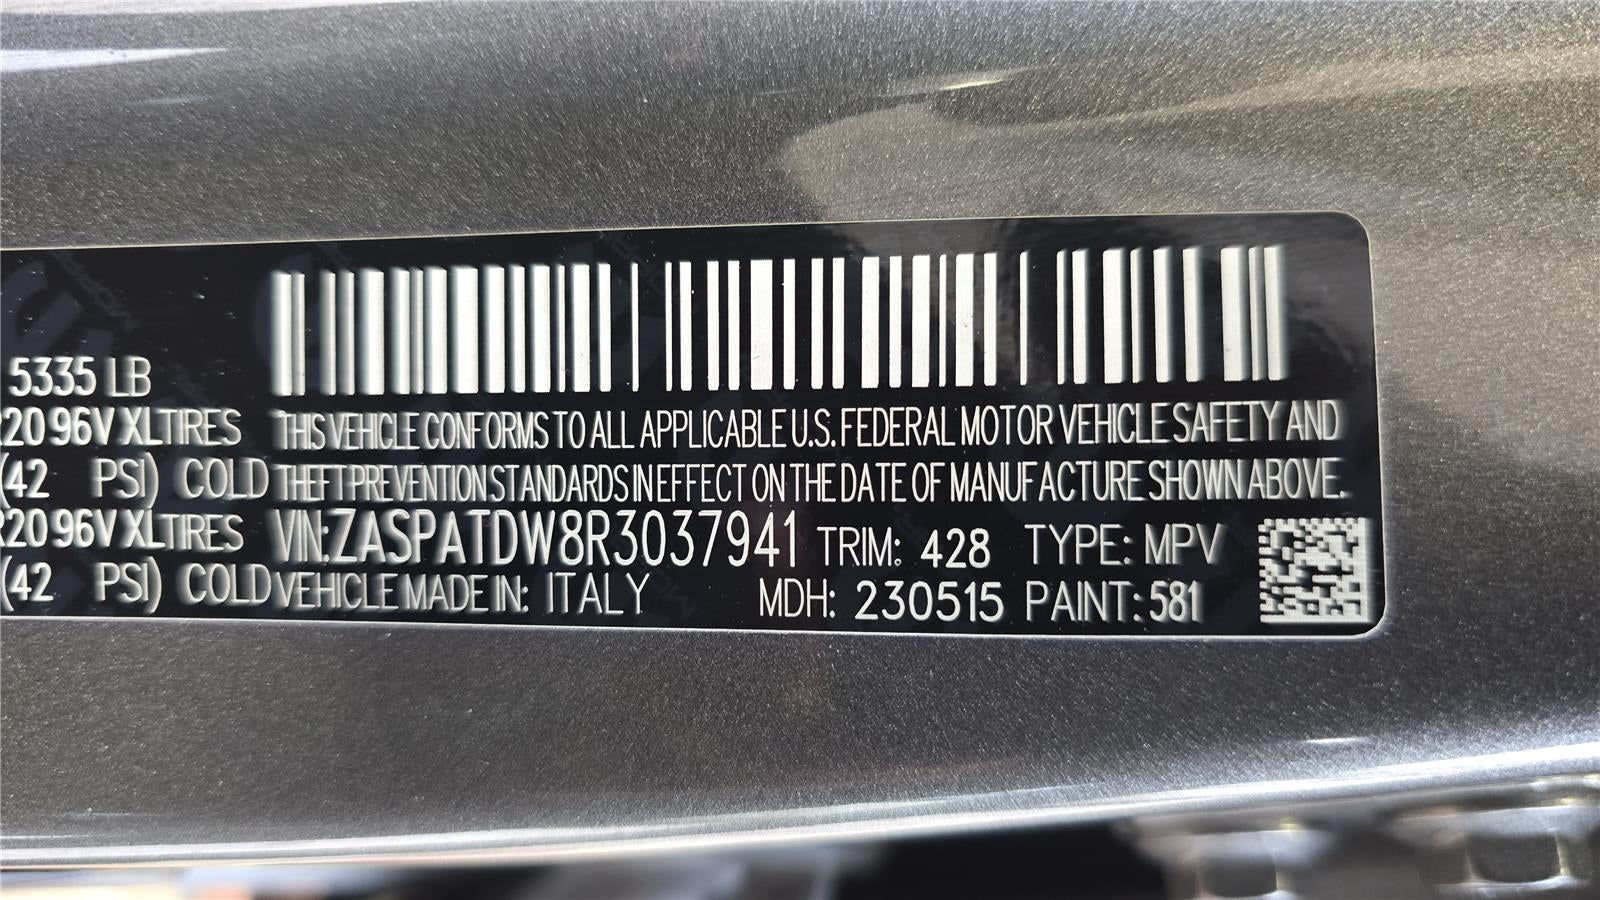 5335 LB
R20 96V XL TIRES
(42 PSI) COLD
R20 96V XL TIRES
(42 PSI) COLD
THIS VEHICLE CONFORMS TO ALL APPLICABLE U.S. FEDERAL MOTOR VEHICLE SAFETY AND
THEFT PREVENTION STANDARDS IN EFFECT ON THE DATE OF MANUFACTURE SHOWN ABOVE.
VIN: ZASPATDW8R3037941 TRIM: 428 TYPE: MPV
VEHICLE MADE IN: ITALY MDH: 230515 PAINT: 581